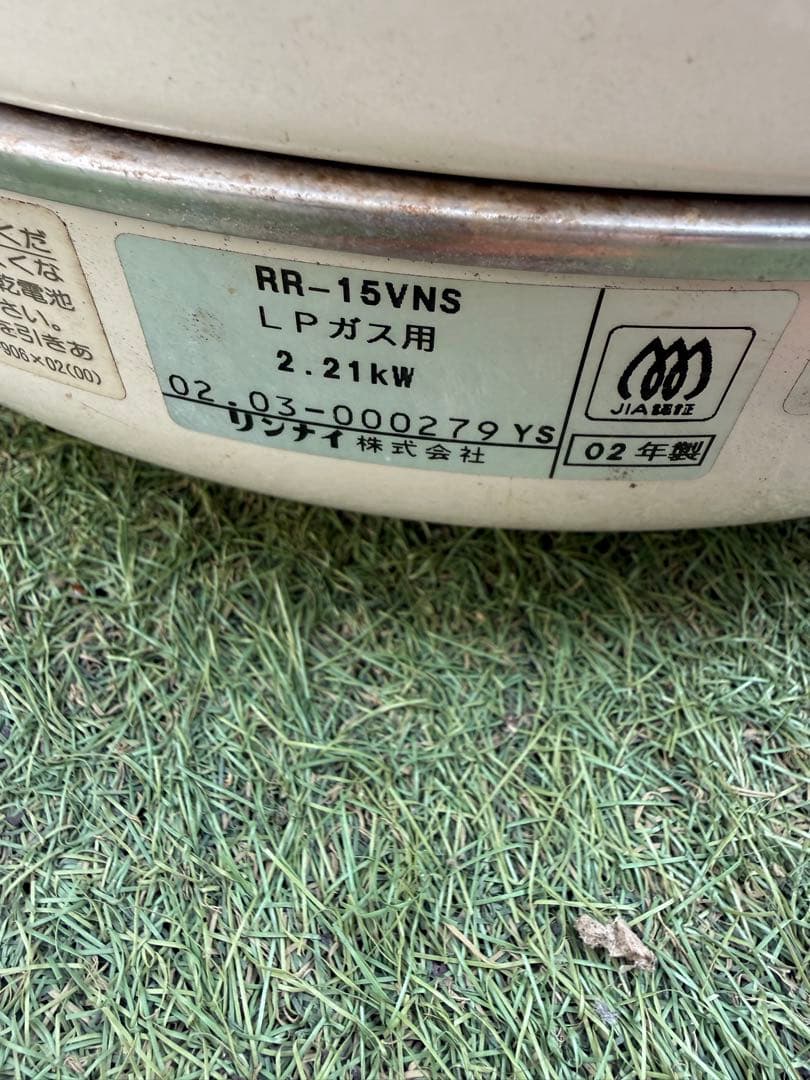 くだ
くな
乾電池
さい。
を引きあ
906×02(00)
RR-15VNS
LPガス用
2.21kW
02.03-000279 YS
リンナイ株式会社
JIA認証
02年製